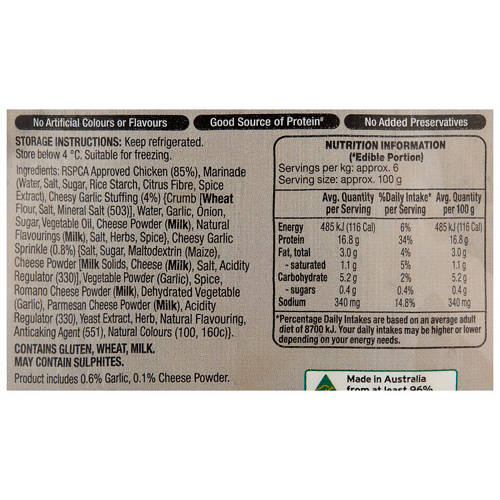 No Artificial Colours or Flavours
Good Source of Protein*
No Added Preservatives
STORAGE INSTRUCTIONS: Keep refrigerated.
Store below 4 °C. Suitable for freezing.
Ingredients: RSPCA Approved Chicken (85%), Marinade
(Water, Salt, Sugar, Rice Starch, Citrus Fibre, Spice
Extract), Cheesy Garlic Stuffing (4%) {Crumb [Wheat
Flour, Salt, Mineral Salt (503)], Water, Garlic, Onion,
Sugar, Vegetable Oil, Cheese Powder (Milk), Natural
Flavourings (Milk), Salt, Herbs, Spice}, Cheesy Garlic
Sprinkle (0.8%) {Salt, Sugar, Maltodextrin (Maize),
Cheese Powder [Milk Solids, Cheese (Milk), Salt, Acidity
Regulator (330)], Vegetable Powder (Garlic), Spice,
Romano Cheese Powder (Milk), Dehydrated Vegetable
(Garlic), Parmesan Cheese Powder (Milk), Acidity
Regulator (330), Yeast Extract, Herb, Natural Flavouring,
Anticaking Agent (551), Natural Colours (100, 160c)}.
CONTAINS GLUTEN, WHEAT, MILK.
MAY CONTAIN SULPHITES.
Product includes 0.6% Garlic, 0.1% Cheese Powder.
NUTRITION INFORMATION
(*Edible Portion)
Servings per kg: approx. 6
Serving size: approx. 100 g
Avg. Quantity %Daily Intake* Avg. Quantity
per Serving per Serving per 100 g
Energy 485 kJ (116 Cal) 6% 485 kJ (116 Cal)
Protein 16.8 g 34% 16.8 g
Fat, total 3.0 g 4% 3.0 g
- saturated 1.1 g 5% 1.1 g
Carbohydrate 5.2 g 2% 5.2 g
- sugars 0.4 g 0.4% 0.4 g
Sodium 340 mg 14.8% 340 mg
*Percentage Daily Intakes are based on an average adult
diet of 8700 kJ. Your daily intakes may be higher or lower
depending on your energy needs.
Made in Australia
from at least 96%